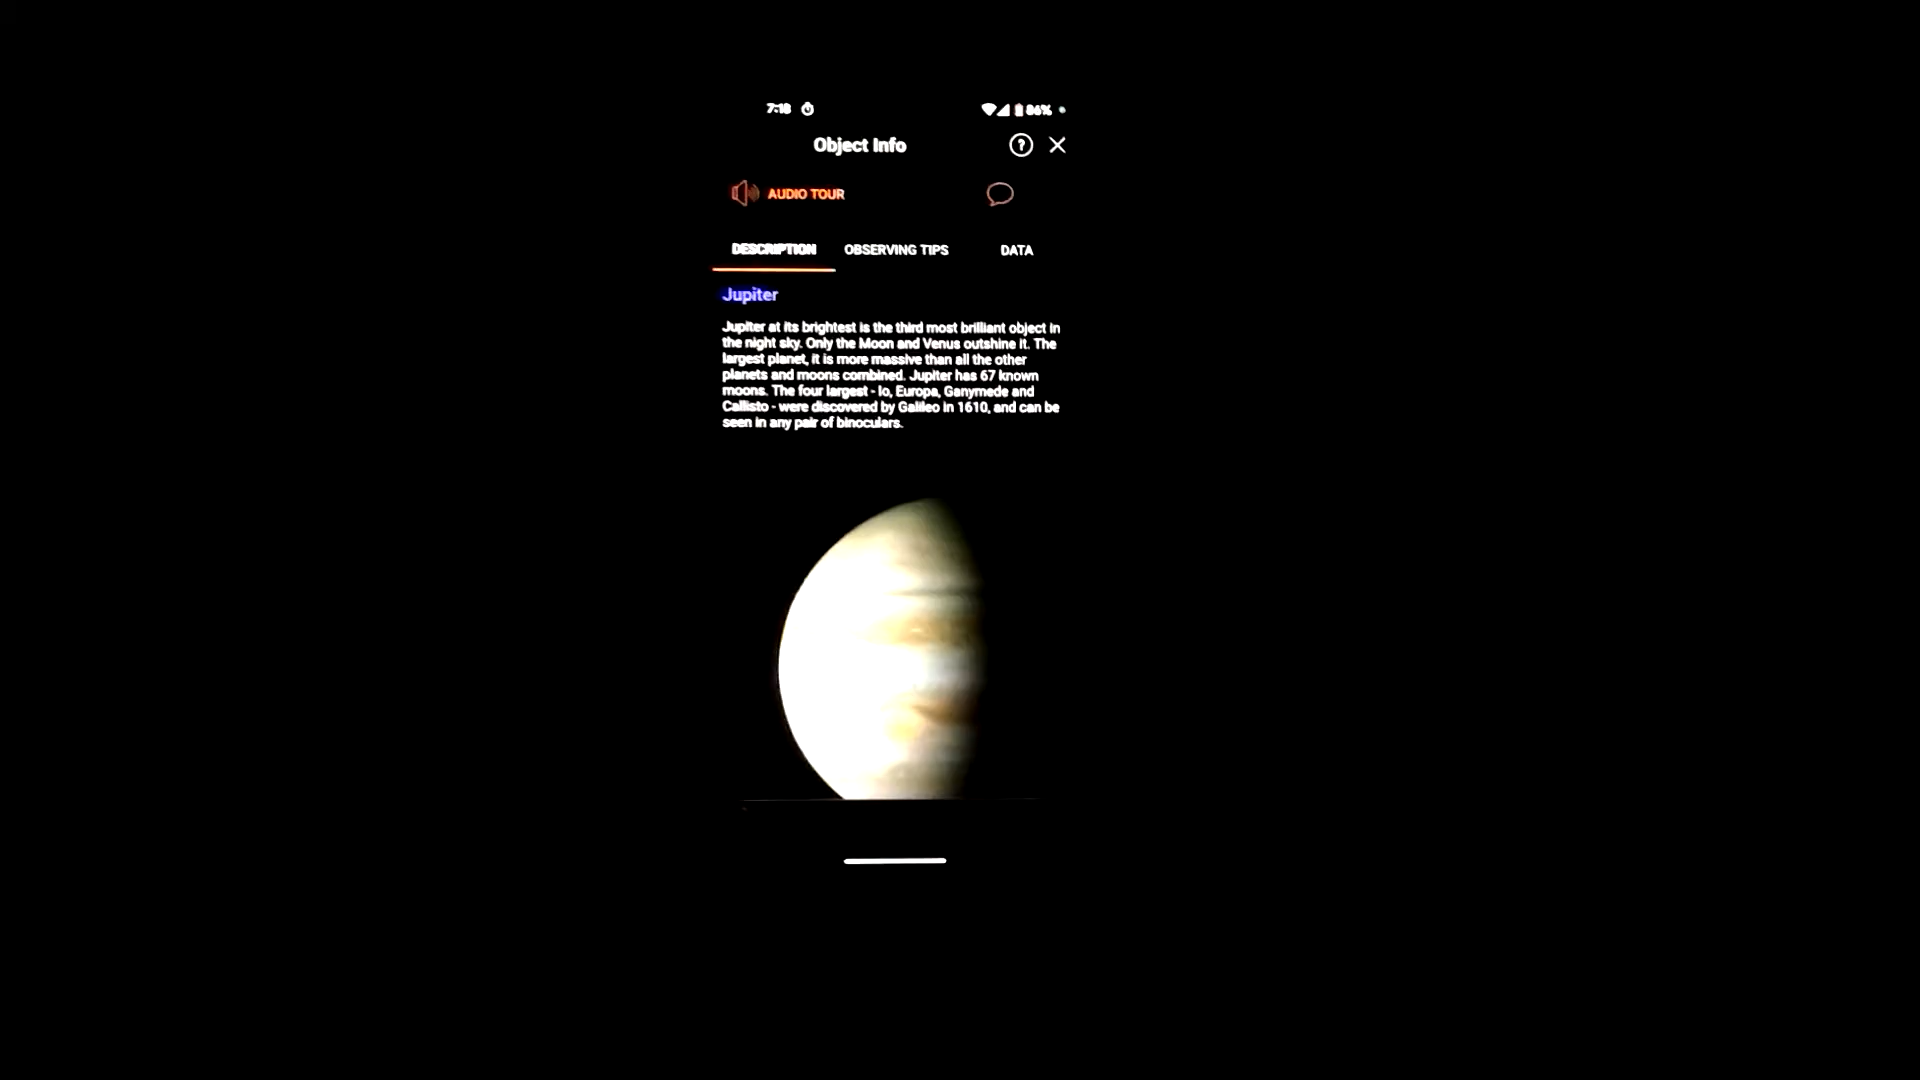 7:18
86%
Object Info
?
AUDIO TOUR
DESCRIPTION OBSERVING TIPS DATA
Jupiter
Jupiter at its brightest is the third most brilliant object in
the night sky. Only the Moon and Venus outshine it. The
largest planet, it is more massive than all the other
planets and moons combined. Jupiter has 67 known
moons. The four largest - Io, Europa, Ganymede and
Callisto - were discovered by Galileo in 1610, and can be
seen in any pair of binoculars.